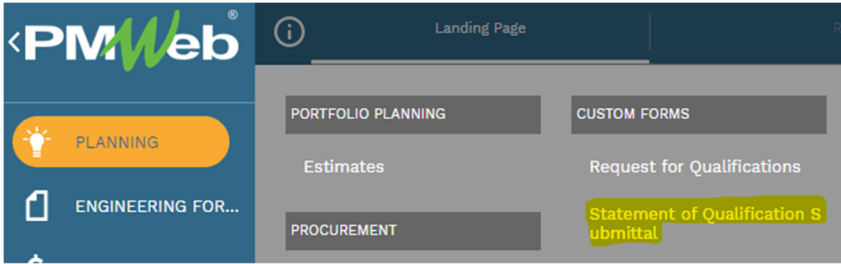 <PMWeb®
Landing Page
PLANNING
ENGINEERING FOR...
PORTFOLIO PLANNING
Estimates
PROCUREMENT
CUSTOM FORMS
Request for Qualifications
Statement of Qualification S
ubmittal